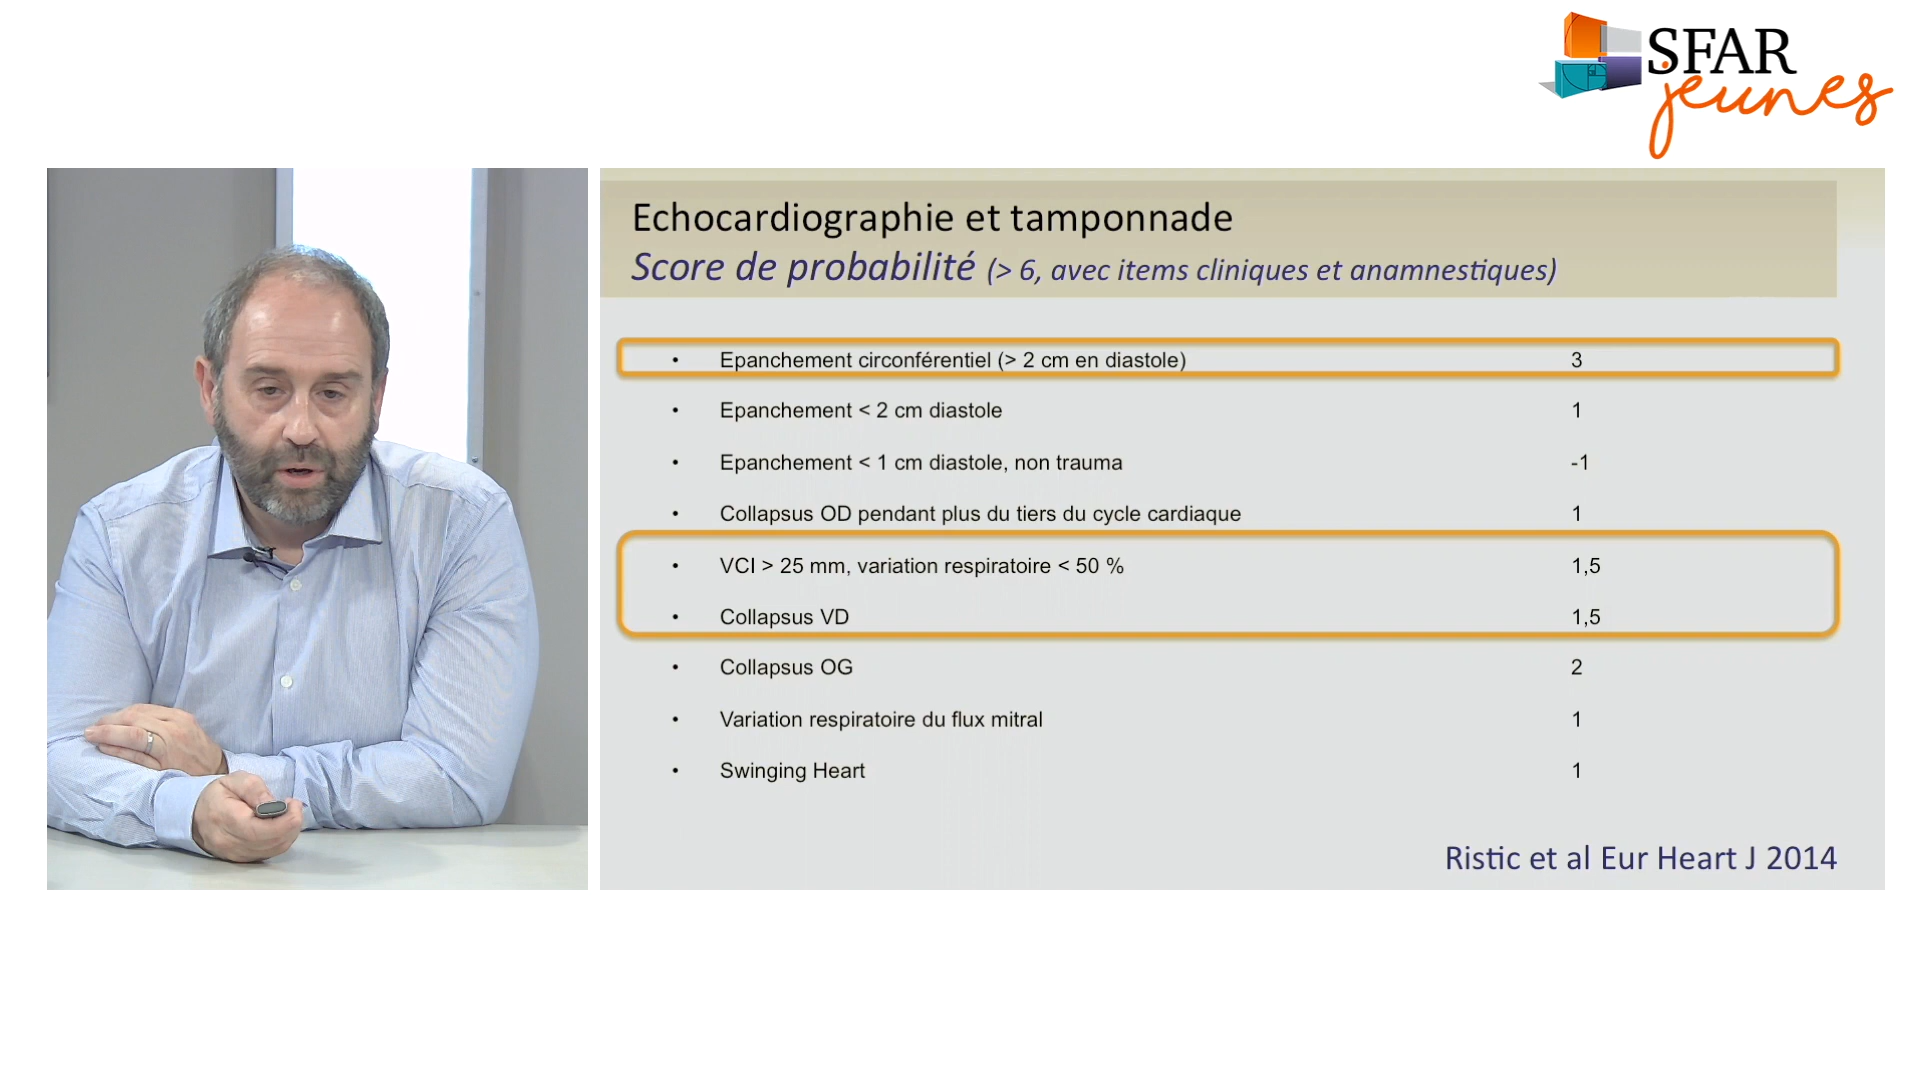 SFAR
jeunes
Echocardiographie et tamponnade
Score de probabilité (> 6, avec items cliniques et anamnestiques)
• Epanchement circonférentiel (> 2 cm en diastole) 3
• Epanchement < 2 cm diastole 1
• Epanchement < 1 cm diastole, non trauma -1
• Collapsus OD pendant plus du tiers du cycle cardiaque 1
• VCI > 25 mm, variation respiratoire < 50 % 1,5
• Collapsus VD 1,5
• Collapsus OG 2
• Variation respiratoire du flux mitral 1
• Swinging Heart 1
Ristic et al Eur Heart J 2014